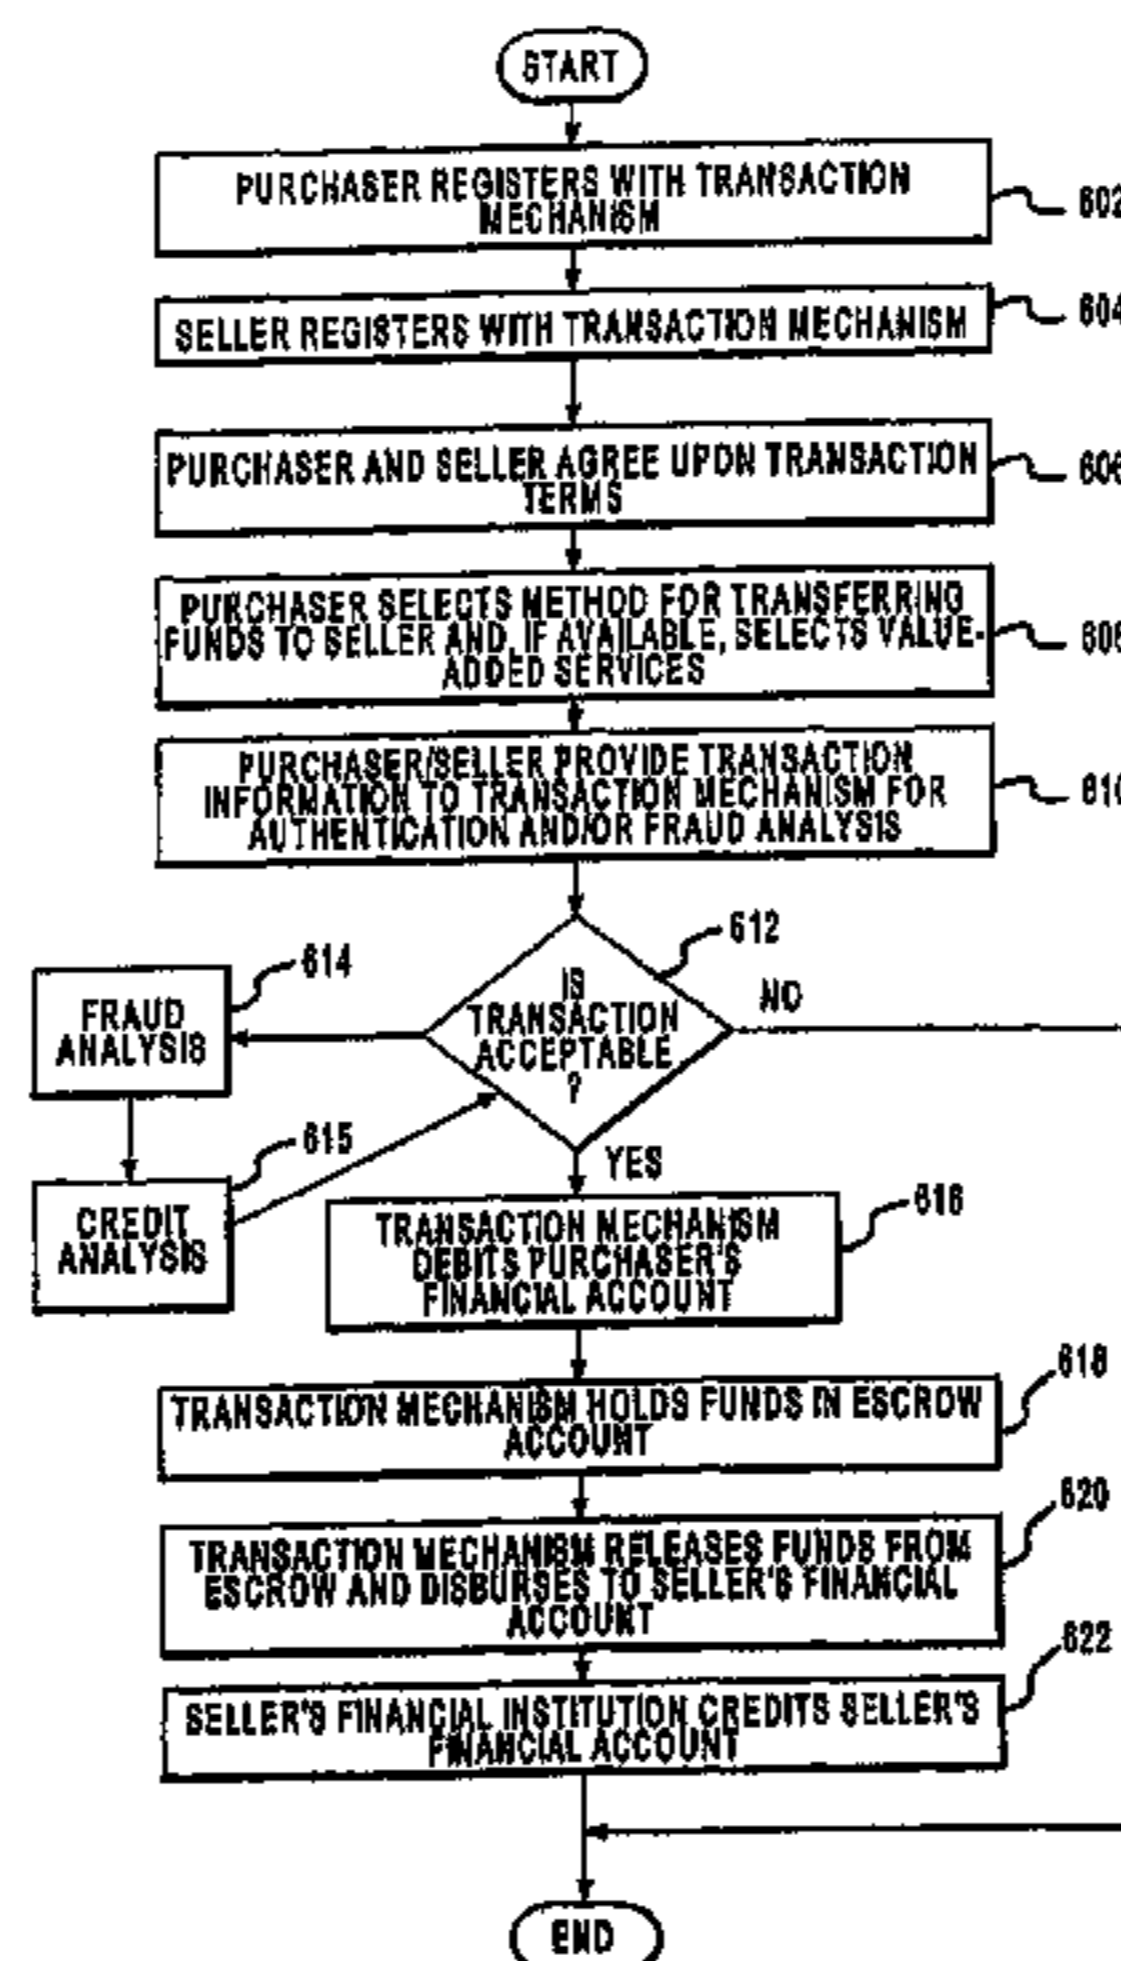 START
PURCHASER REGISTERS WITH TRANSACTION
MECHANISM
602
SELLER REGISTERS WITH TRANSACTION MECHANISM
604
PURCHASER AND SELLER AGREE UPON TRANSACTION
TERMS
606
PURCHASER SELECTS METHOD FOR TRANSFERRING
FUNDS TO SELLER AND, IF AVAILABLE, SELECTS VALUE-
ADDED SERVICES
608
PURCHASER/SELLER PROVIDE TRANSACTION
INFORMATION TO TRANSACTION MECHANISM FOR
AUTHENTICATION AND/OR FRAUD ANALYSIS
610
612
IS
TRANSACTION
ACCEPTABLE
?
NO
614
FRAUD
ANALYSIS
615
CREDIT
ANALYSIS
YES
616
TRANSACTION MECHANISM
DEBITS PURCHASER'S
FINANCIAL ACCOUNT
618
TRANSACTION MECHANISM HOLDS FUNDS IN ESCROW
ACCOUNT
620
TRANSACTION MECHANISM RELEASES FUNDS FROM
ESCROW AND DISBURSES TO SELLER'S FINANCIAL
ACCOUNT
622
SELLER'S FINANCIAL INSTITUTION CREDITS SELLER'S
FINANCIAL ACCOUNT
END